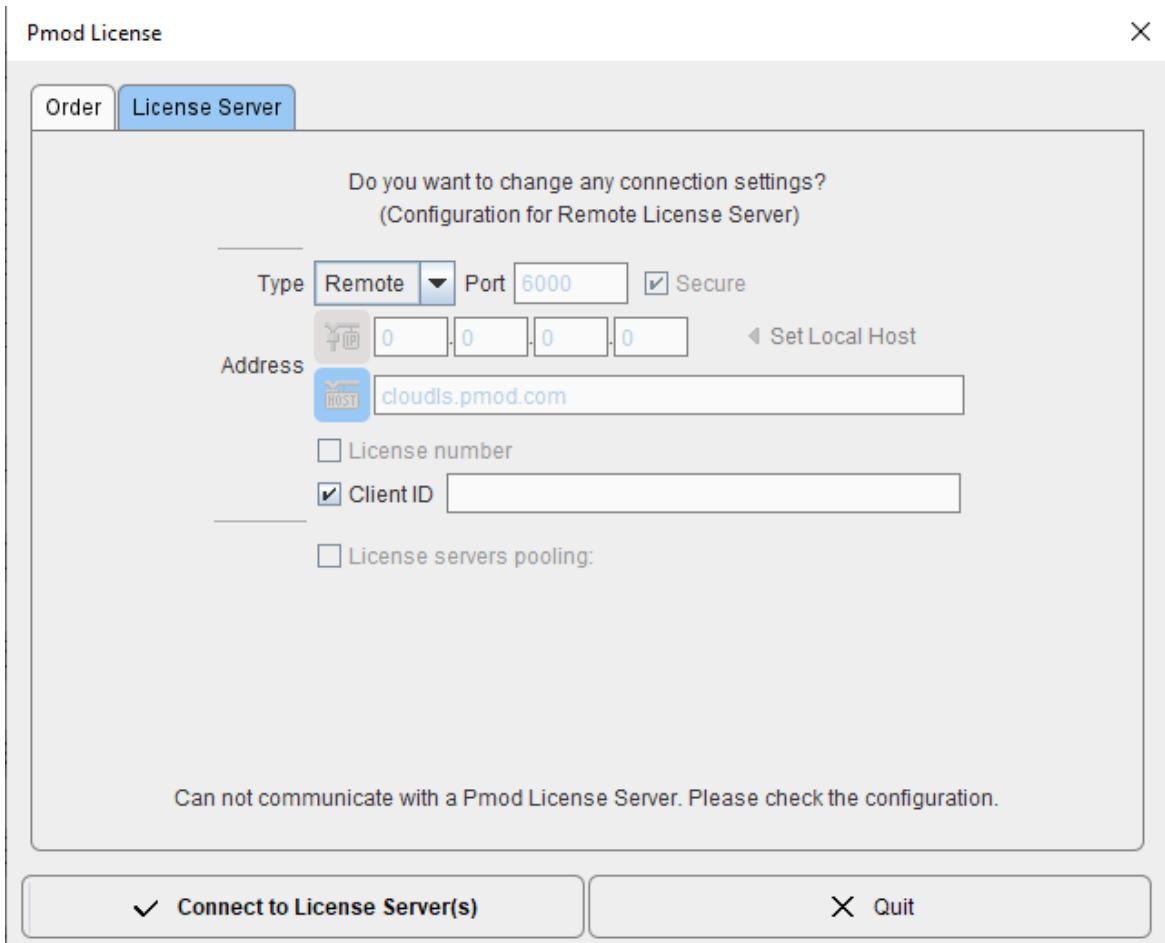 Pmod License
Order License Server
Do you want to change any connection settings?
(Configuration for Remote License Server)
Type Remote Port 6000 Secure
IP 0 . 0 . 0 . 0 Set Local Host
Address
HOST cloudls.pmod.com
License number
Client ID
License servers pooling:
Can not communicate with a Pmod License Server. Please check the configuration.
Connect to License Server(s) Quit